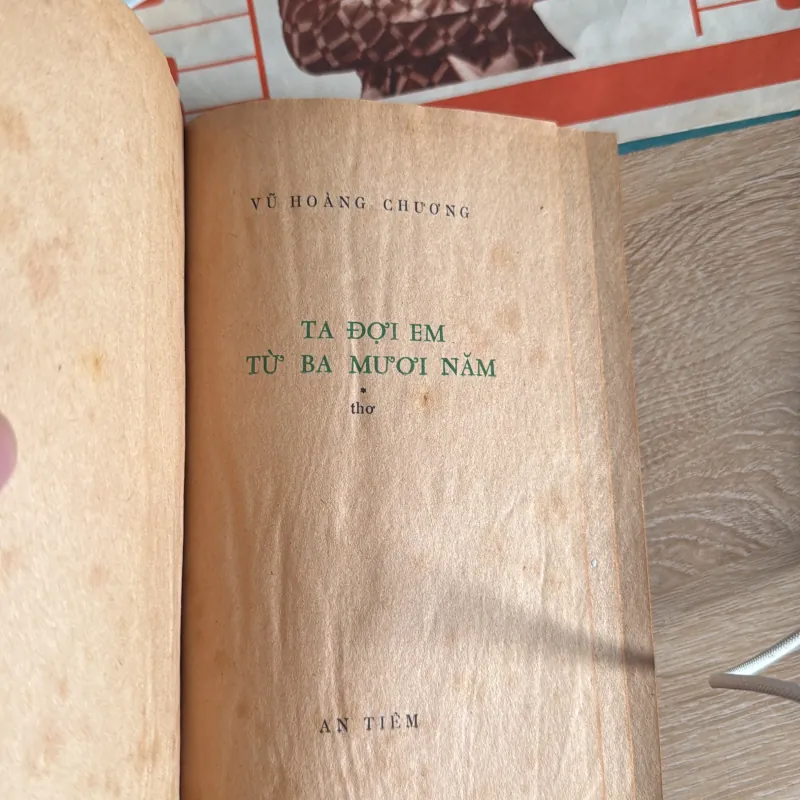 VŨ HOÀNG CHƯƠNG
TA ĐỢI EM
TỪ BA MƯƠI NĂM
*
thơ
AN TIÊM